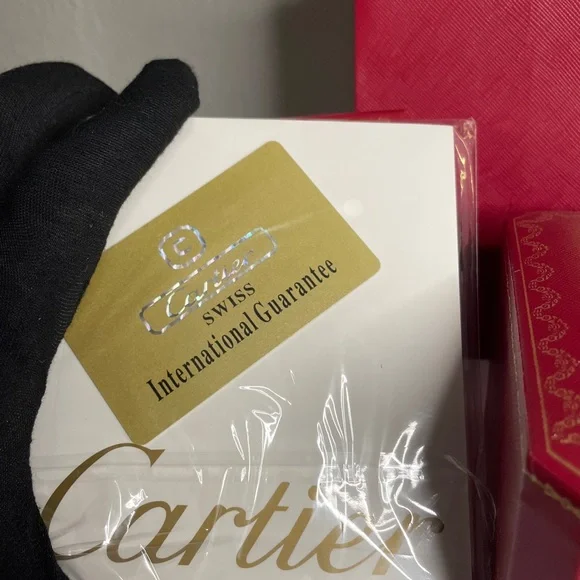 C
Cartier
SWISS
International Guarantee
Cartier